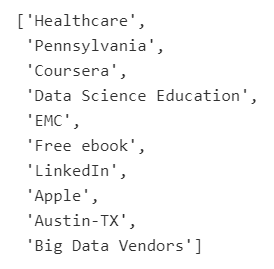 ['Healthcare',
'Pennsylvania',
'Coursera',
'Data Science Education',
'EMC',
'Free ebook',
'LinkedIn',
'Apple',
'Austin-TX',
'Big Data Vendors']